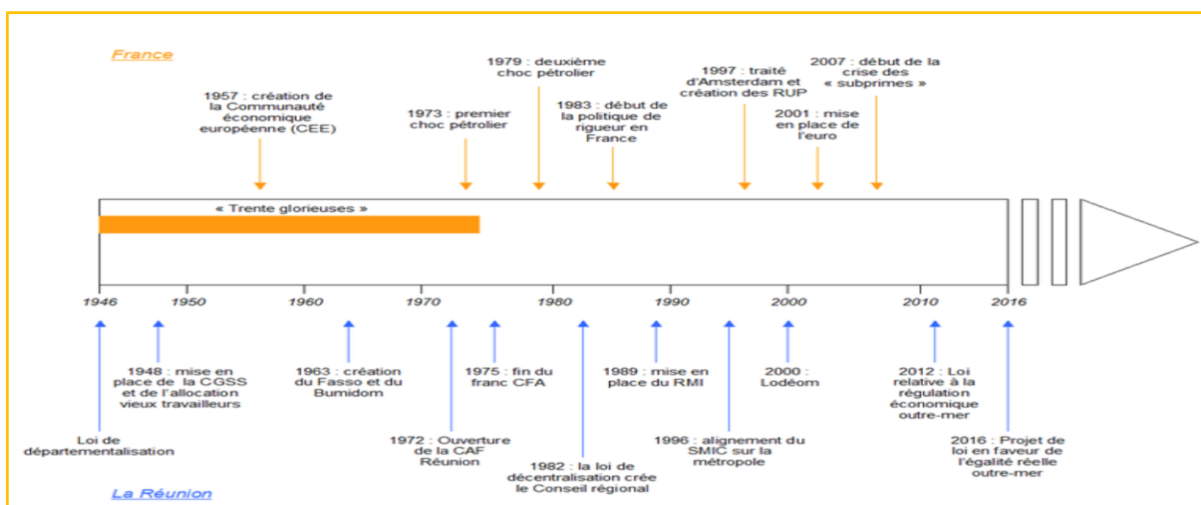 France
1957 : création de
la Communauté
économique
européenne (CEE)
1973 : premier
choc pétrolier
1979 : deuxième
choc pétrolier
1983 : début de
la politique de
rigueur en
France
1997 : traité
d'Amsterdam et
création des RUP
2001 : mise
en place de
l'euro
2007 : début de la
crise des
« subprimes »
« Trente glorieuses »
1946
1950
1960
1970
1980
1990
2000
2010
2016
Loi de
départementalisation
1948 : mise en
place de la CGSS
et de l'allocation
vieux travailleurs
1963 : création
du Fasso et du
Bumidom
1972 : Ouverture
de la CAF
Réunion
1975 : fin du
franc CFA
1982 : la loi de
décentralisation crée
le Conseil régional
1989 : mise en
place du RMI
1996 : alignement du
SMIC sur la
métropole
2000 :
Lodéom
2012 : Loi
relative à la
régulation
économique
outre-mer
2016 : Projet de
loi en faveur de
l'égalité réelle
outre-mer
La Réunion